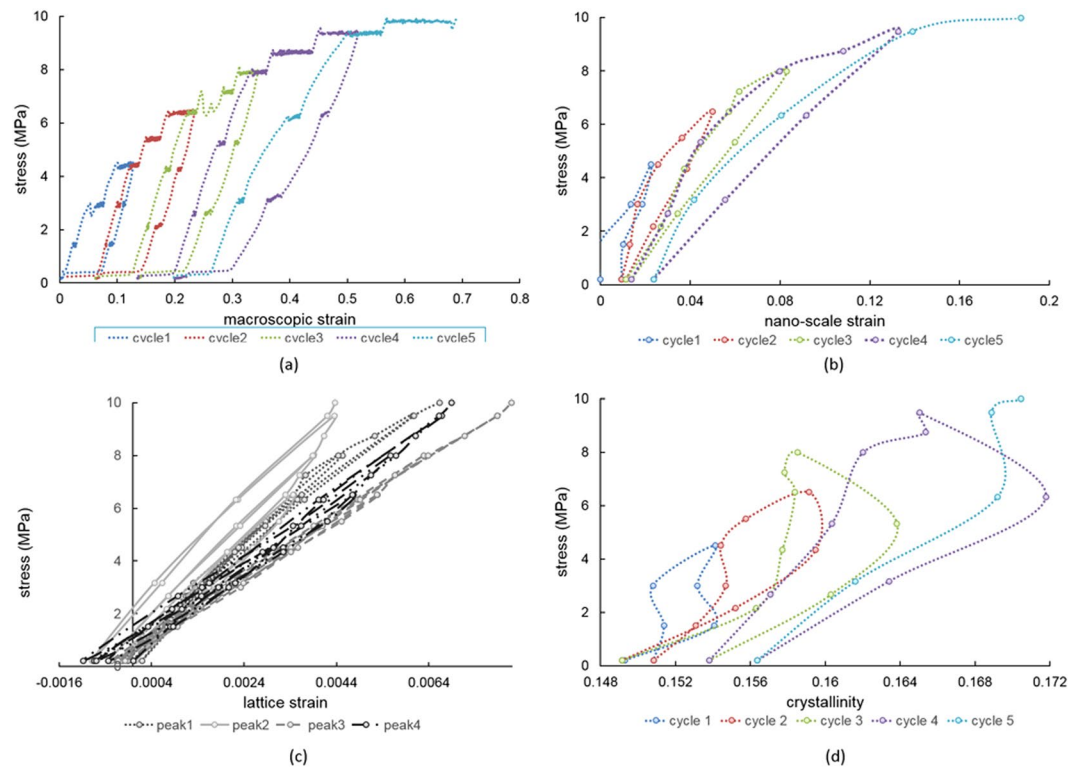 10
8
6
4
2
0
stress (MPa)
0 0.1 0.2 0.3 0.4 0.5 0.6 0.7 0.8
macroscopic strain
cvcle1 cvcle2 cvcle3 cvcle4 cvcle5
(a)
10
8
6
4
2
0
stress (MPa)
0 0.04 0.08 0.12 0.16 0.2
nano-scale strain
cycle1 cycle2 cycle3 cycle4 cycle5
(b)
10
8
6
4
2
stress (MPa)
-0.0016 0.0004 0.0024 0.0044 0.0064
lattice strain
peak1 peak2 peak3 peak4
(c)
10
8
6
4
2
0
stress (MPa)
0.148 0.152 0.156 0.16 0.164 0.168 0.172
crystallinity
cycle 1 cycle 2 cycle 3 cycle 4 cycle 5
(d)